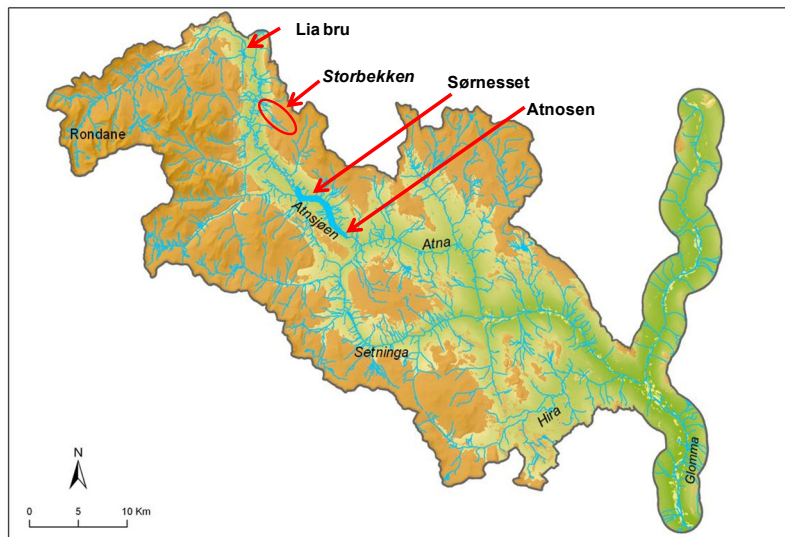 Lia bru
Storbekken
Sørnesset
Atnosen
Rondane
Atnsjøen
Atna
Setninga
Hira
Glomma
N
0 5 10 Km